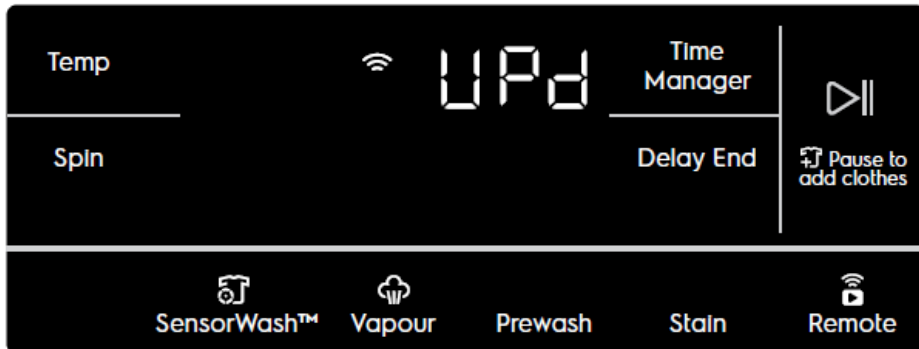 Temp
UPd
Time
Manager
Spin
Delay End
Pause to
add clothes
SensorWash™
Vapour
Prewash
Stain
Remote